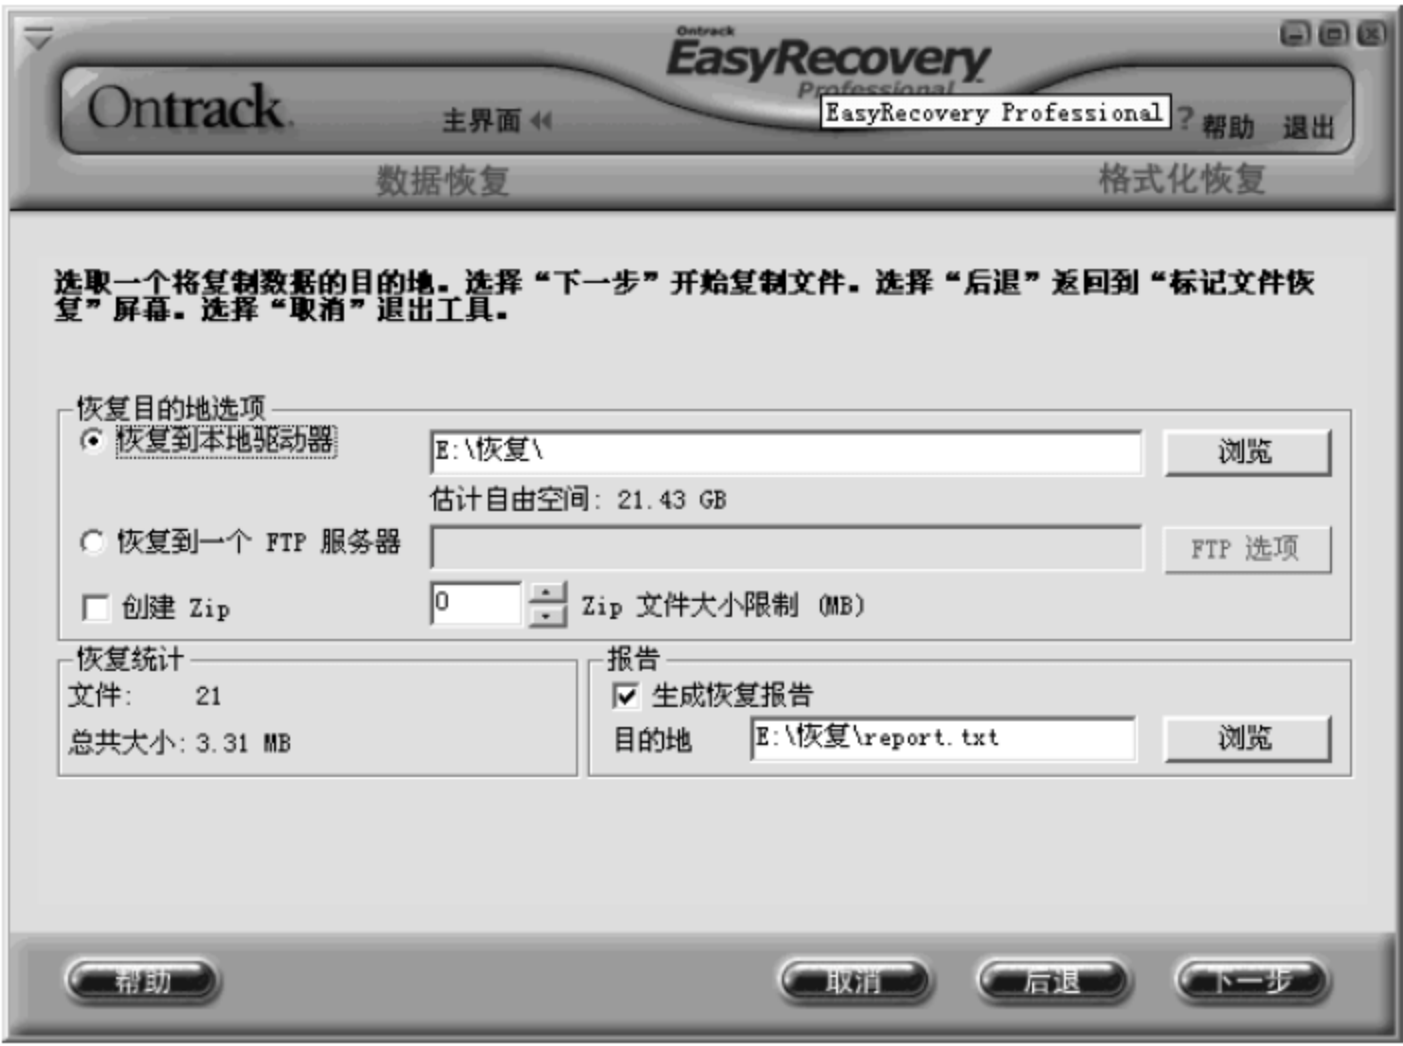 Ontrack
EasyRecovery
Professional
Ontrack
主界面
EasyRecovery Professional
? 帮助 退出
数据恢复 格式化恢复
选取一个将复制数据的目的地。选择“下一步”开始复制文件。选择“后退”返回到“标记文件恢
复”屏幕。选择“取消”退出工具。
恢复目的地选项
恢复到本地驱动器 E:\恢复\ 浏览
估计自由空间: 21.43 GB
恢复到一个 FTP 服务器 FTP 选项
创建 Zip 0 Zip 文件大小限制 (MB)
恢复统计 报告
文件: 21 生成恢复报告
总共大小: 3.31 MB 目的地 E:\恢复\report.txt 浏览
帮助 取消 后退 下一步